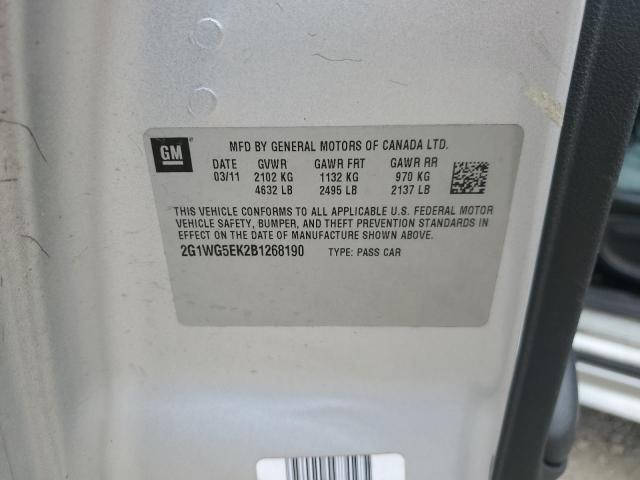 GM
MFD BY GENERAL MOTORS OF CANADA LTD.
DATE GVWR GAWR FRT GAWR RR
03/11 2102 KG 1132 KG 970 KG
4632 LB 2495 LB 2137 LB
THIS VEHICLE CONFORMS TO ALL APPLICABLE U.S. FEDERAL MOTOR
VEHICLE SAFETY, BUMPER, AND THEFT PREVENTION STANDARDS IN
EFFECT ON THE DATE OF MANUFACTURE SHOWN ABOVE.
2G1WG5EK2B1268190 TYPE: PASS CAR